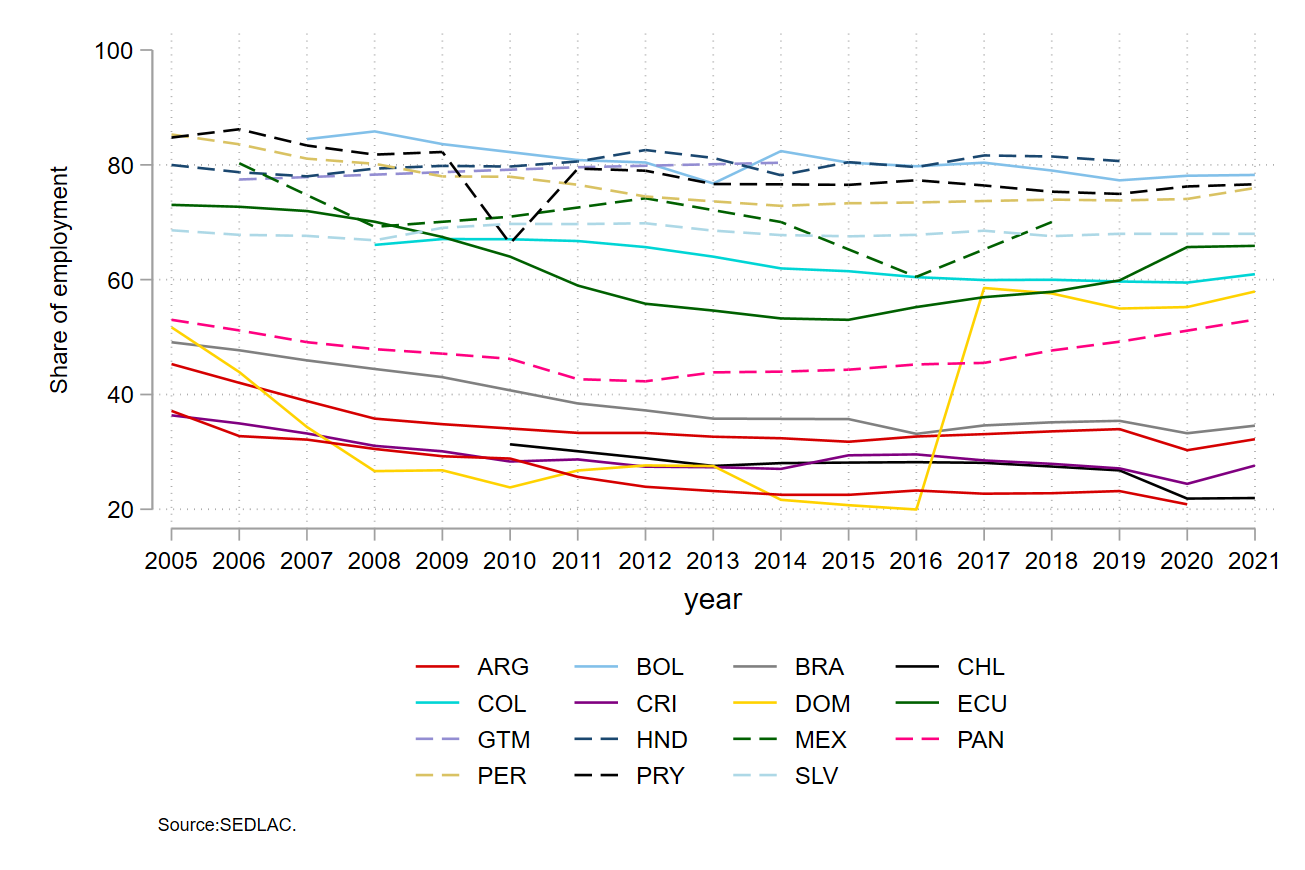 100
80
60
40
20
Share of employment
2005 2006 2007 2008 2009 2010 2011 2012 2013 2014 2015 2016 2017 2018 2019 2020 2021
year
ARG BOL BRA CHL
COL CRI DOM ECU
GTM HND MEX PAN
PER PRY SLV
Source:SEDLAC.